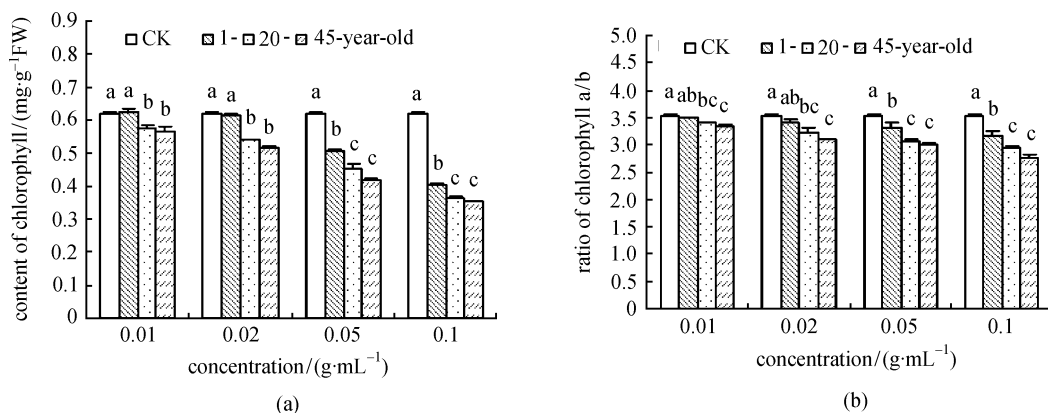 content of chlorophyll/(mg·g⁻¹FW)
0.9
0.8
0.7
0.6
0.5
0.4
0.3
0.2
0.1
0
CK 1- 20- 45-year-old
a a b b
a a b b
a b c c
a b c c
0.01 0.02 0.05 0.1
concentration/(g·mL⁻¹)
(a)
ratio of chlorophyll a/b
5.0
4.5
4.0
3.5
3.0
3.5
2.0
1.5
1.0
0.5
0
CK 1- 20- 45-year-old
a ab bc c
a ab bc c
a b c c
a b c c
0.01 0.02 0.05 0.1
concentration/(g·mL⁻¹)
(b)